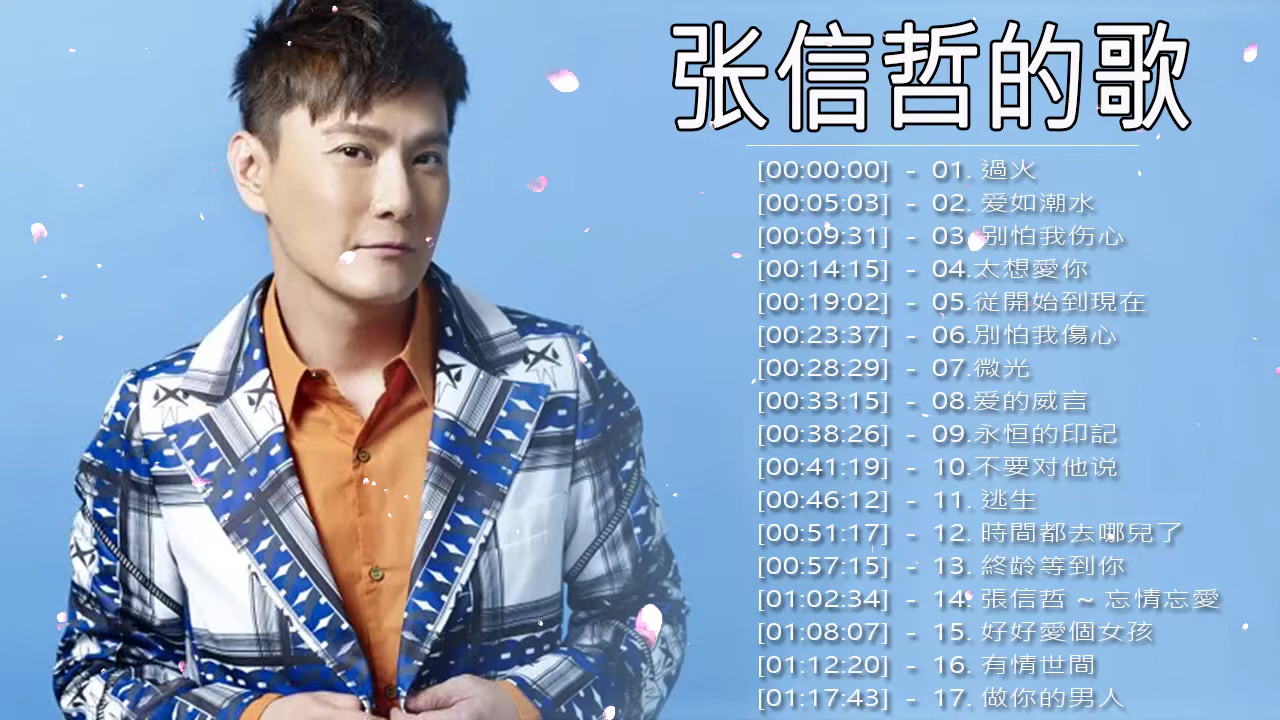 张信哲的歌
[00:00:00] - 01. 過火
[00:05:03] - 02. 爱如潮水
[00:09:31] - 03. 别怕我伤心
[00:14:15] - 04.太想愛你
[00:19:02] - 05.從開始到現在
[00:23:37] - 06.別怕我傷心
[00:28:29] - 07.微光
[00:33:15] - 08.爱的威言
[00:38:26] - 09.永恒的印記
[00:41:19] - 10.不要对他说
[00:46:12] - 11. 逃生
[00:51:17] - 12. 時間都去哪兒了
[00:57:15] - 13. 終龄等到你
[01:02:34] - 14. 張信哲 ~ 忘情忘愛
[01:08:07] - 15. 好好愛個女孩
[01:12:20] - 16. 有情世間
[01:17:43] - 17. 做你的男人